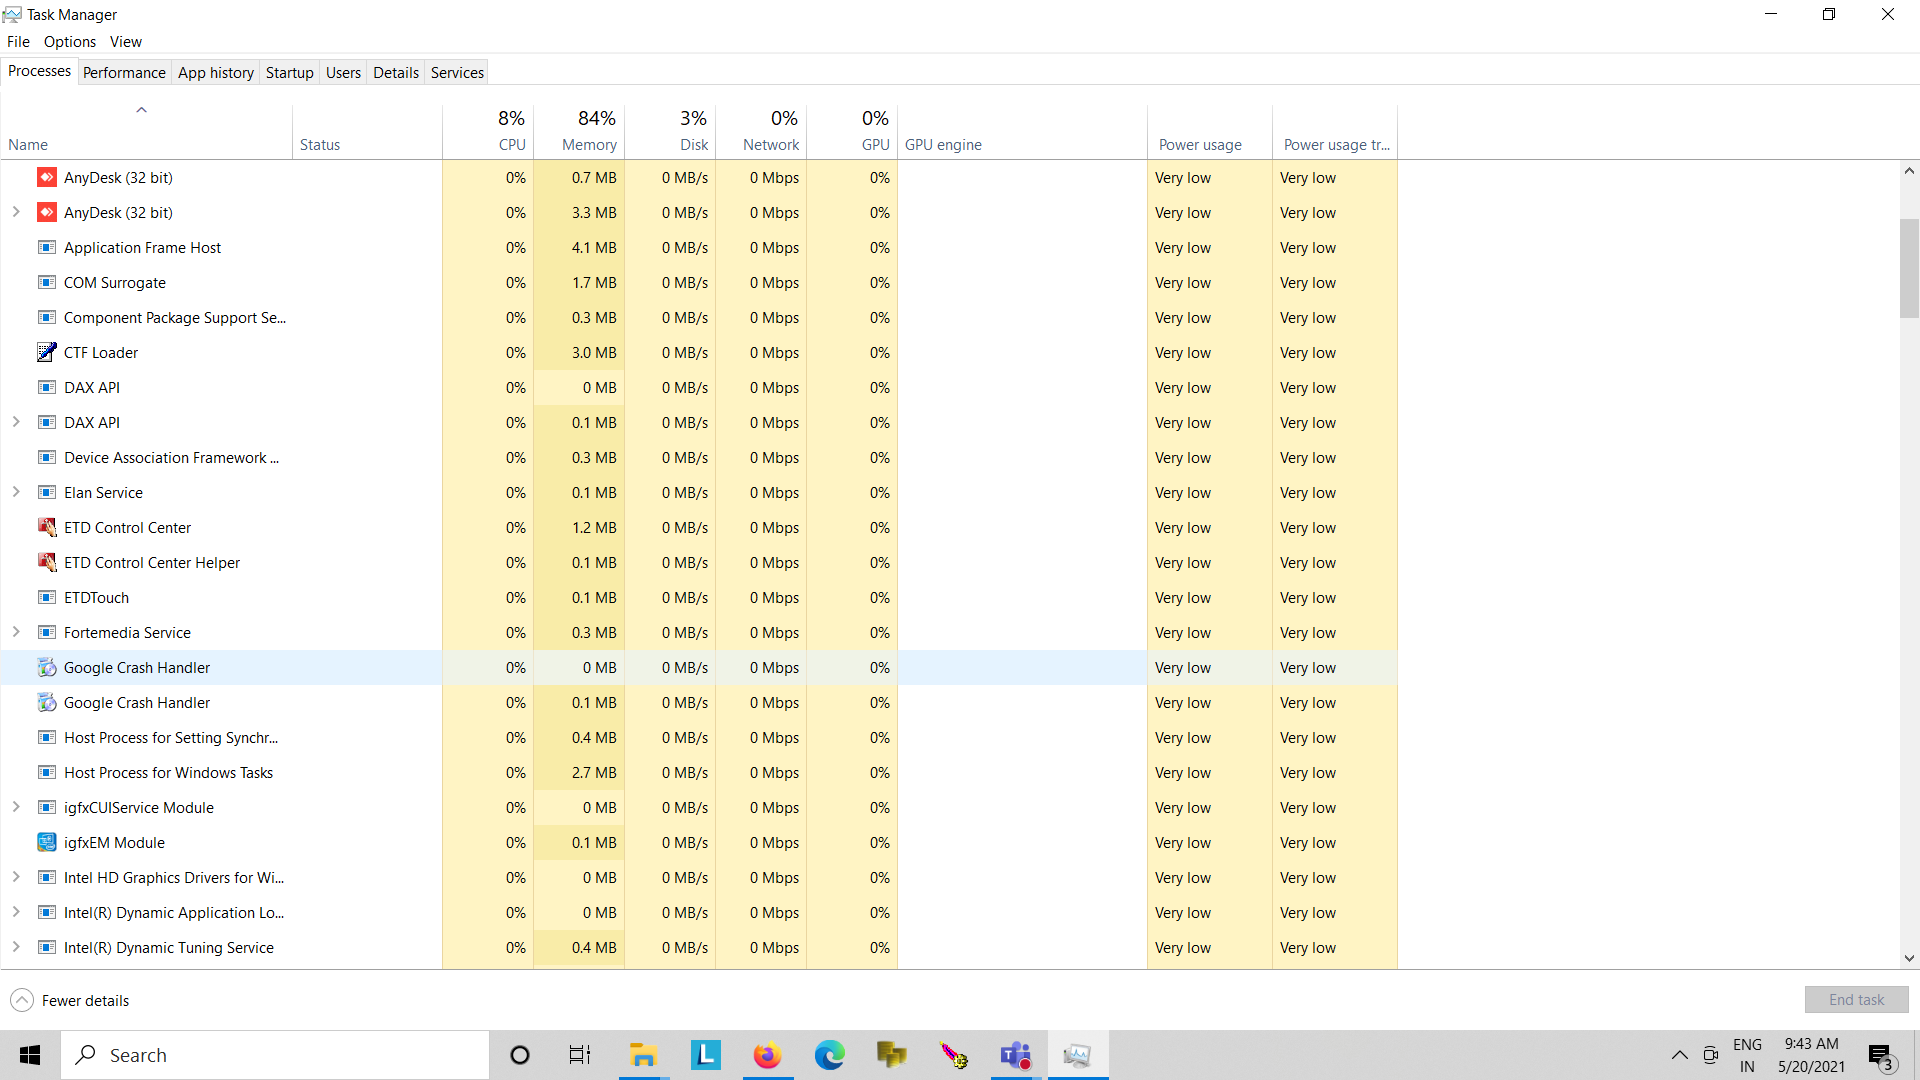 Task Manager
File Options View
Processes Performance App history Startup Users Details Services
8% 84% 3% 0% 0%
Name Status CPU Memory Disk Network GPU GPU engine Power usage Power usage tr...
AnyDesk (32 bit) 0% 0.7 MB 0 MB/s 0 Mbps 0% Very low Very low
AnyDesk (32 bit) 0% 3.3 MB 0 MB/s 0 Mbps 0% Very low Very low
Application Frame Host 0% 4.1 MB 0 MB/s 0 Mbps 0% Very low Very low
COM Surrogate 0% 1.7 MB 0 MB/s 0 Mbps 0% Very low Very low
Component Package Support Se... 0% 0.3 MB 0 MB/s 0 Mbps 0% Very low Very low
CTF Loader 0% 3.0 MB 0 MB/s 0 Mbps 0% Very low Very low
DAX API 0% 0 MB 0 MB/s 0 Mbps 0% Very low Very low
DAX API 0% 0.1 MB 0 MB/s 0 Mbps 0% Very low Very low
Device Association Framework ... 0% 0.3 MB 0 MB/s 0 Mbps 0% Very low Very low
Elan Service 0% 0.1 MB 0 MB/s 0 Mbps 0% Very low Very low
ETD Control Center 0% 1.2 MB 0 MB/s 0 Mbps 0% Very low Very low
ETD Control Center Helper 0% 0.1 MB 0 MB/s 0 Mbps 0% Very low Very low
ETDTouch 0% 0.1 MB 0 MB/s 0 Mbps 0% Very low Very low
Fortemedia Service 0% 0.3 MB 0 MB/s 0 Mbps 0% Very low Very low
Google Crash Handler 0% 0 MB 0 MB/s 0 Mbps 0% Very low Very low
Google Crash Handler 0% 0.1 MB 0 MB/s 0 Mbps 0% Very low Very low
Host Process for Setting Synchr... 0% 0.4 MB 0 MB/s 0 Mbps 0% Very low Very low
Host Process for Windows Tasks 0% 2.7 MB 0 MB/s 0 Mbps 0% Very low Very low
igfxCUIService Module 0% 0 MB 0 MB/s 0 Mbps 0% Very low Very low
igfxEM Module 0% 0.1 MB 0 MB/s 0 Mbps 0% Very low Very low
Intel HD Graphics Drivers for Wi... 0% 0 MB 0 MB/s 0 Mbps 0% Very low Very low
Intel(R) Dynamic Application Lo... 0% 0 MB 0 MB/s 0 Mbps 0% Very low Very low
Intel(R) Dynamic Tuning Service 0% 0.4 MB 0 MB/s 0 Mbps 0% Very low Very low
Fewer details End task
Search L T ENG 9:43 AM
IN 5/20/2021 3